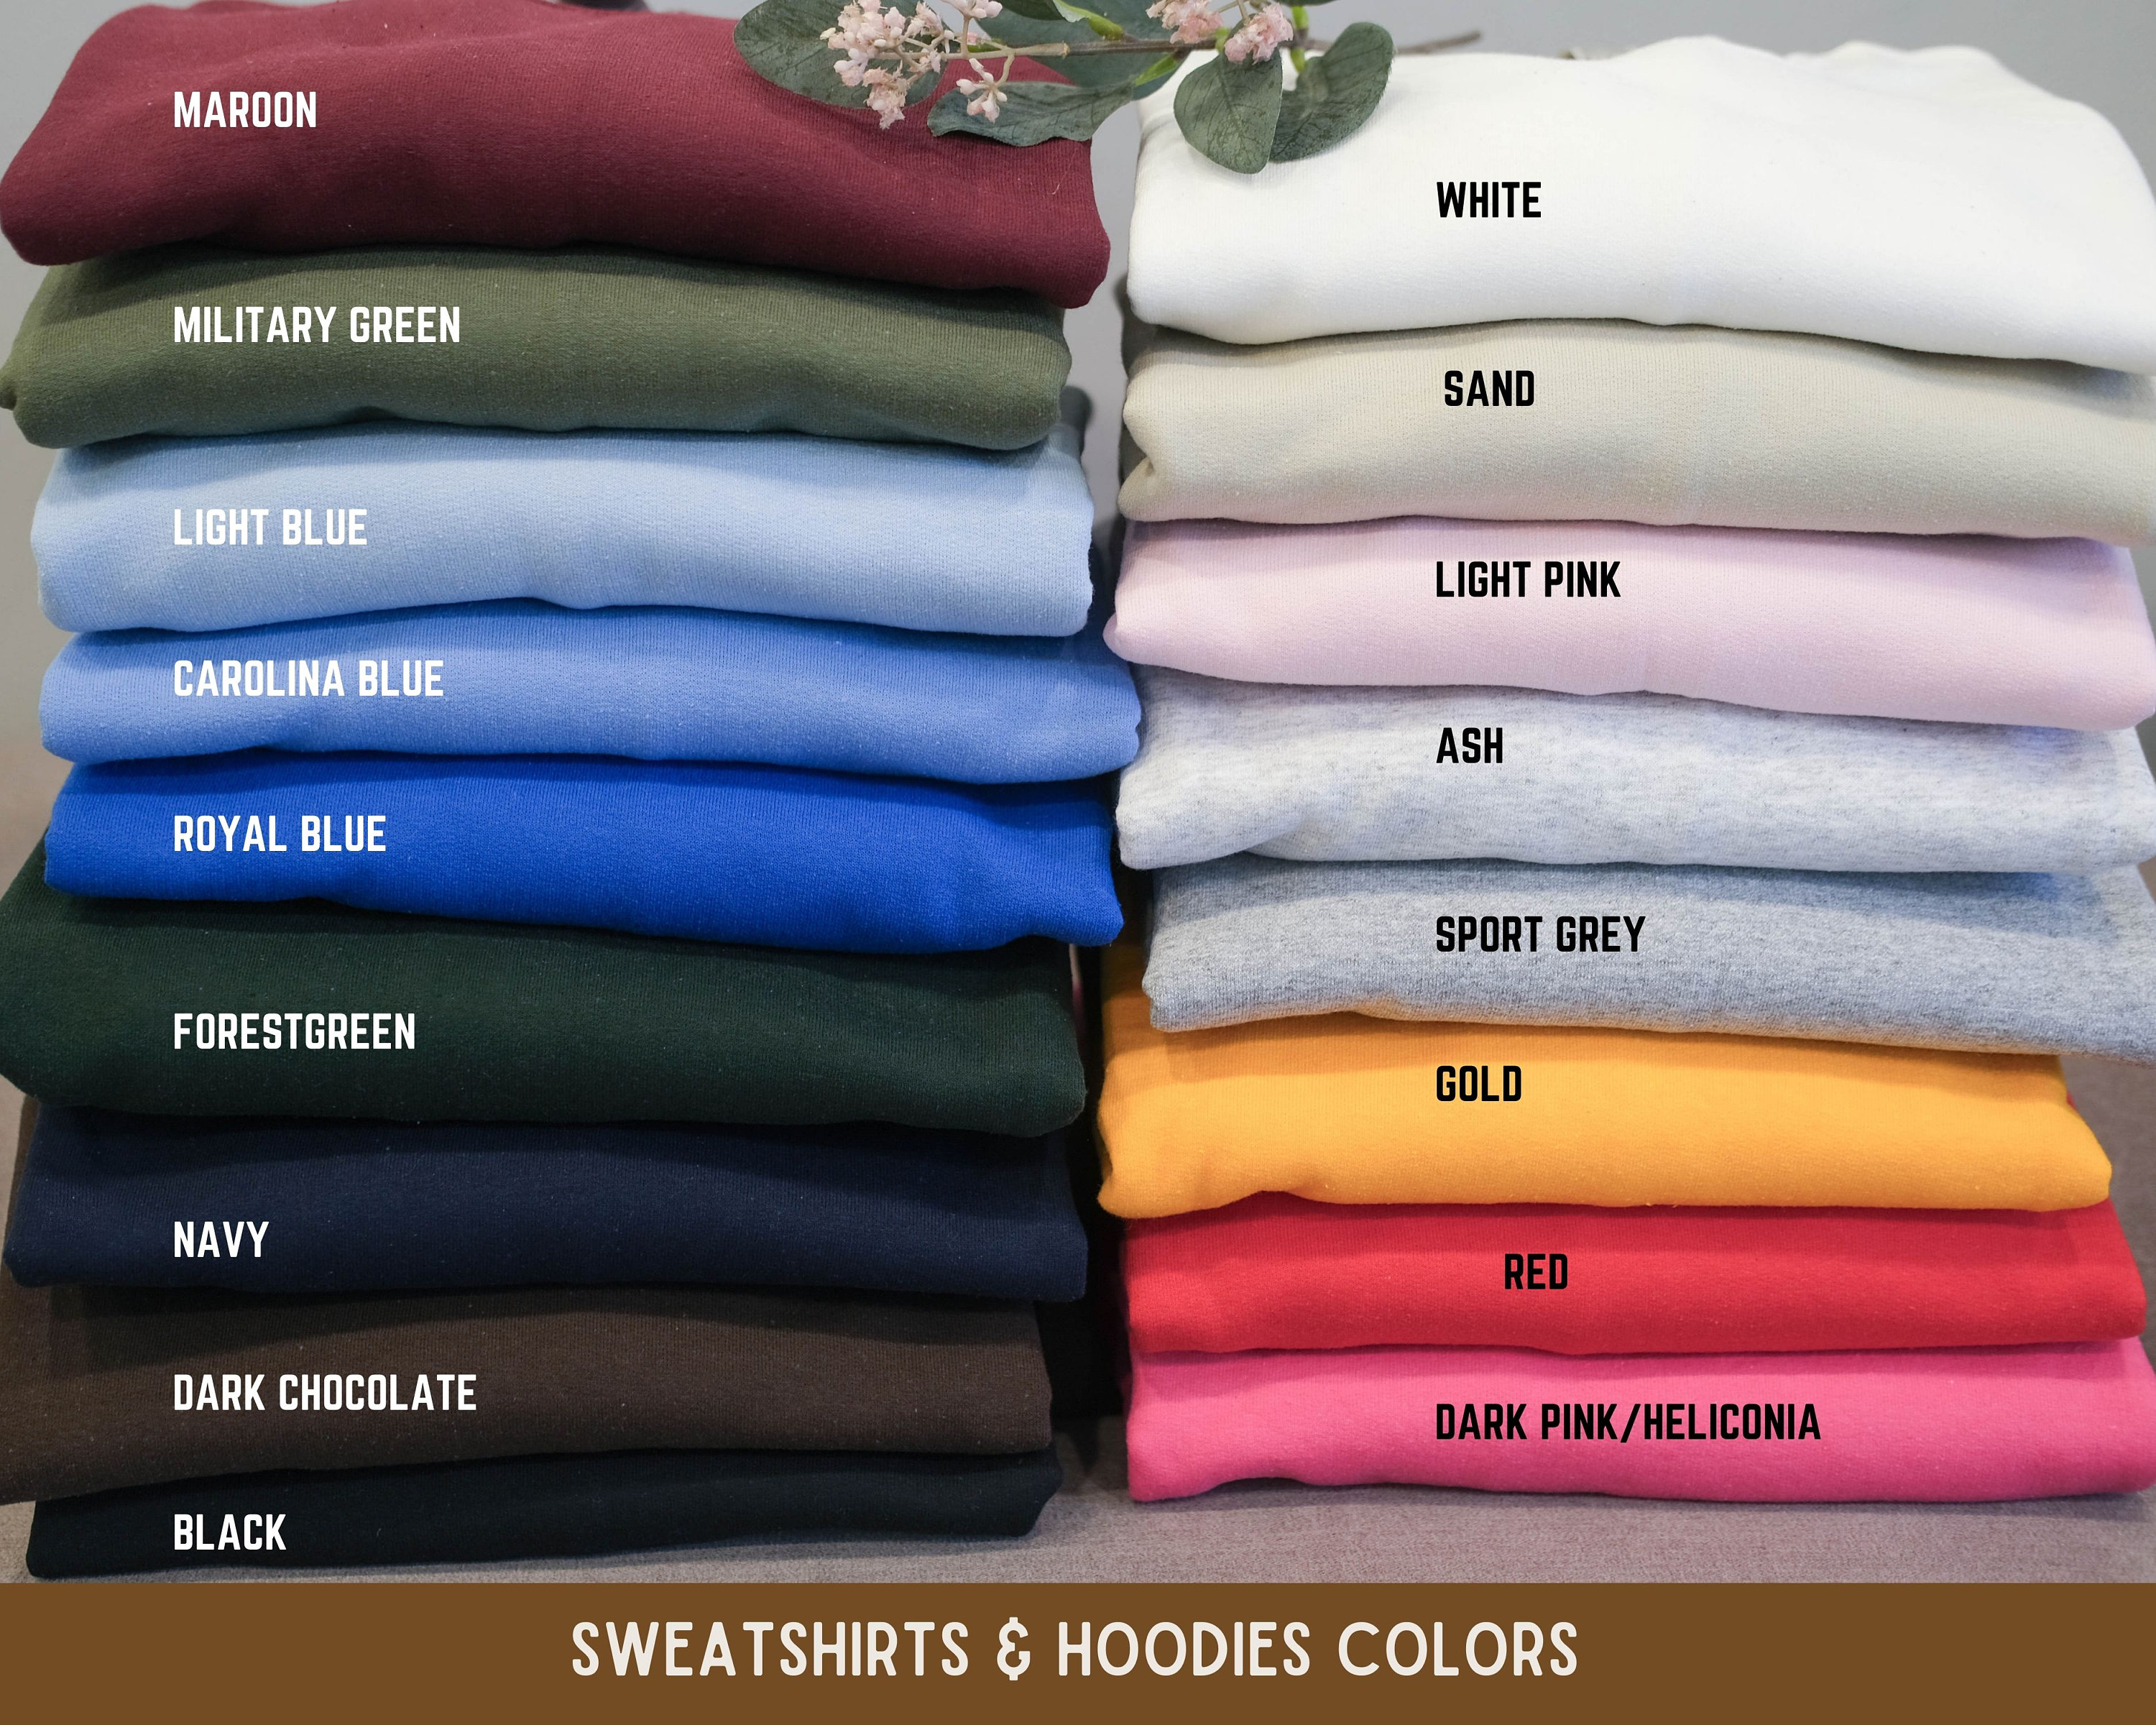 MAROON
MILITARY GREEN
LIGHT BLUE
CAROLINA BLUE
ROYAL BLUE
FORESTGREEN
NAVY
DARK CHOCOLATE
BLACK
WHITE
SAND
LIGHT PINK
ASH
SPORT GREY
GOLD
RED
DARK PINK/HELICONIA
SWEATSHIRTS & HOODIES COLORS